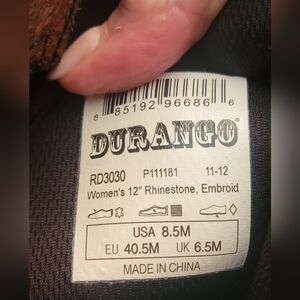 8 85192 96686 6
DURANGO®
RD3030 P111181 11-12
Women's 12" Rhinestone, Embroid
USA 8.5M
EU 40.5M UK 6.5M
MADE IN CHINA